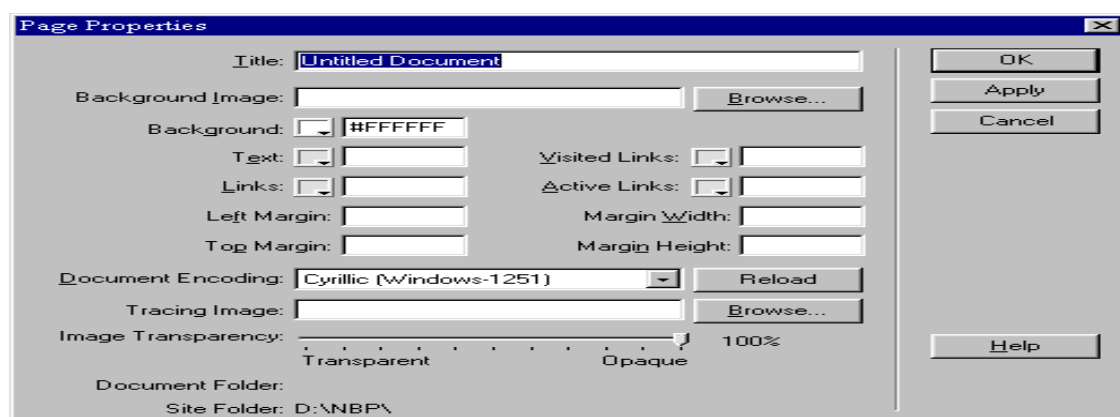 Page Properties
Title: Untitled Document
OK
Background Image: Browse...
Apply
Background: #FFFFFF
Cancel
Text: Visited Links:
Links: Active Links:
Left Margin: Margin Width:
Top Margin: Margin Height:
Document Encoding: Cyrillic (Windows-1251) Reload
Tracing Image: Browse...
Image Transparency: 100%
Transparent Opaque
Help
Document Folder:
Site Folder: D:\NBP\